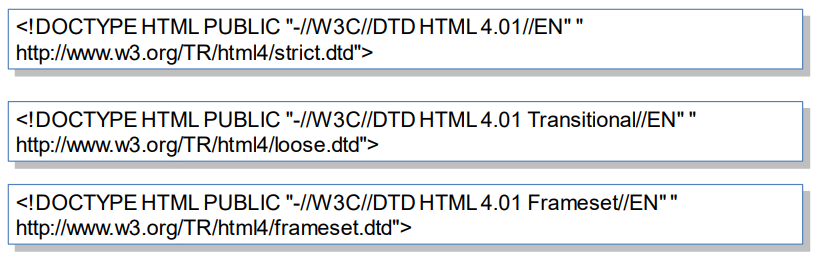 <!DOCTYPE HTML PUBLIC "-//W3C//DTD HTML 4.01//EN" "
http://www.w3.org/TR/html4/strict.dtd">
<!DOCTYPE HTML PUBLIC "-//W3C//DTD HTML 4.01 Transitional//EN" "
http://www.w3.org/TR/html4/loose.dtd">
<!DOCTYPE HTML PUBLIC "-//W3C//DTD HTML 4.01 Frameset//EN" "
http://www.w3.org/TR/html4/frameset.dtd">